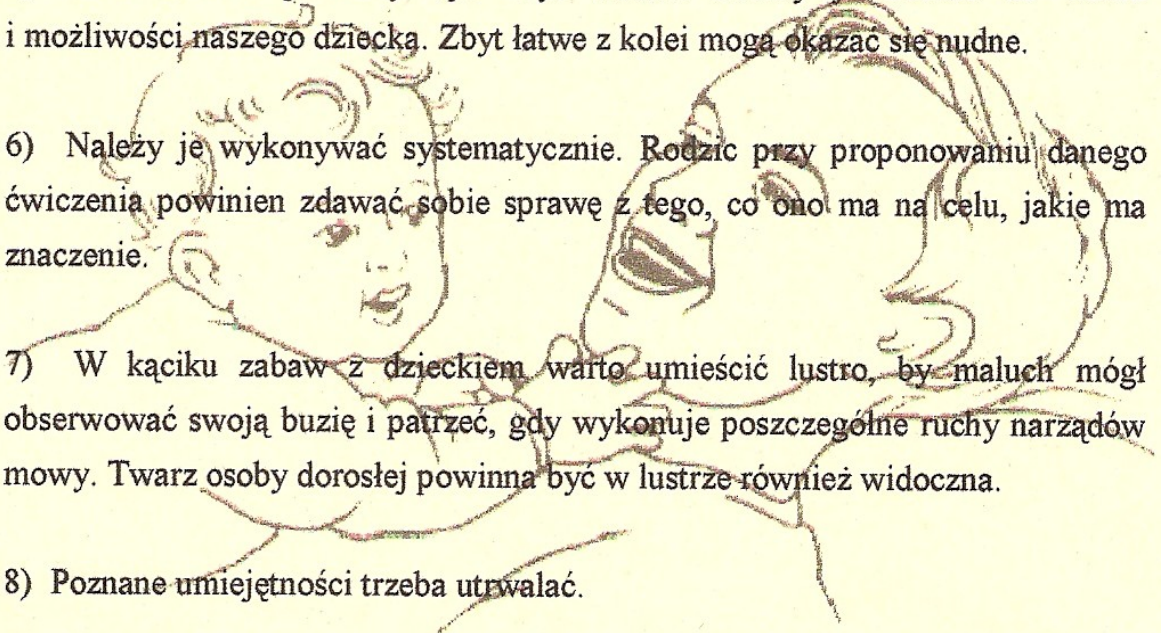 i możliwości naszego dziecka. Zbyt łatwe z kolei mogą okazać się nudne.
6) Należy je wykonywać systematycznie. Rodzic przy proponowaniu danego
ćwiczenia powinien zdawać sobie sprawę z tego, co ono ma na celu, jakie ma
znaczenie.
7) W kąciku zabaw z dzieckiem warto umieścić lustro, by maluch mógł
obserwować swoją buzię i patrzeć, gdy wykonuje poszczególne ruchy narządów
mowy. Twarz osoby dorosłej powinna być w lustrze również widoczna.
8) Poznane umiejętności trzeba utrwalać.